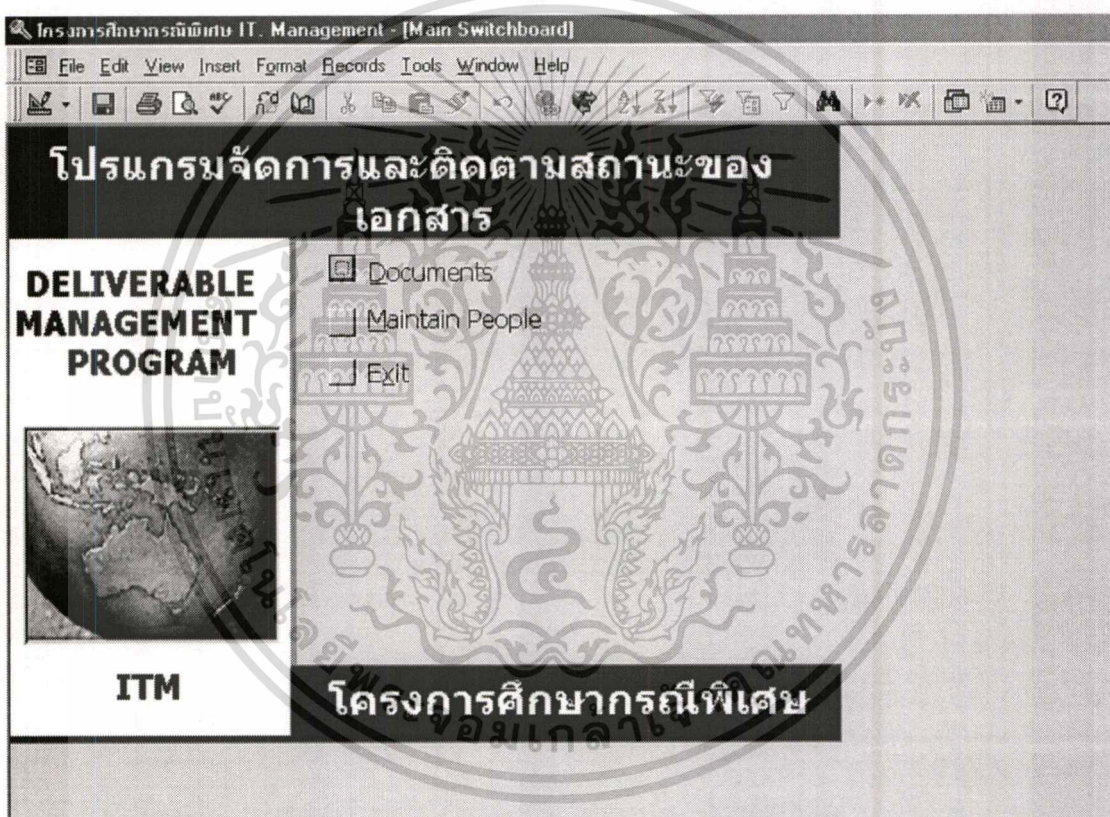 โครงการศึกษากรณีพิเศษ IT. Management - [Main Switchboard]
File Edit View Insert Format Records Tools Window Help
โปรแกรมจัดการและติดตามสถานะของ
เอกสาร
DELIVERABLE
MANAGEMENT
PROGRAM
Documents
Maintain People
Exit
ITM
โครงการศึกษากรณีพิเศษ